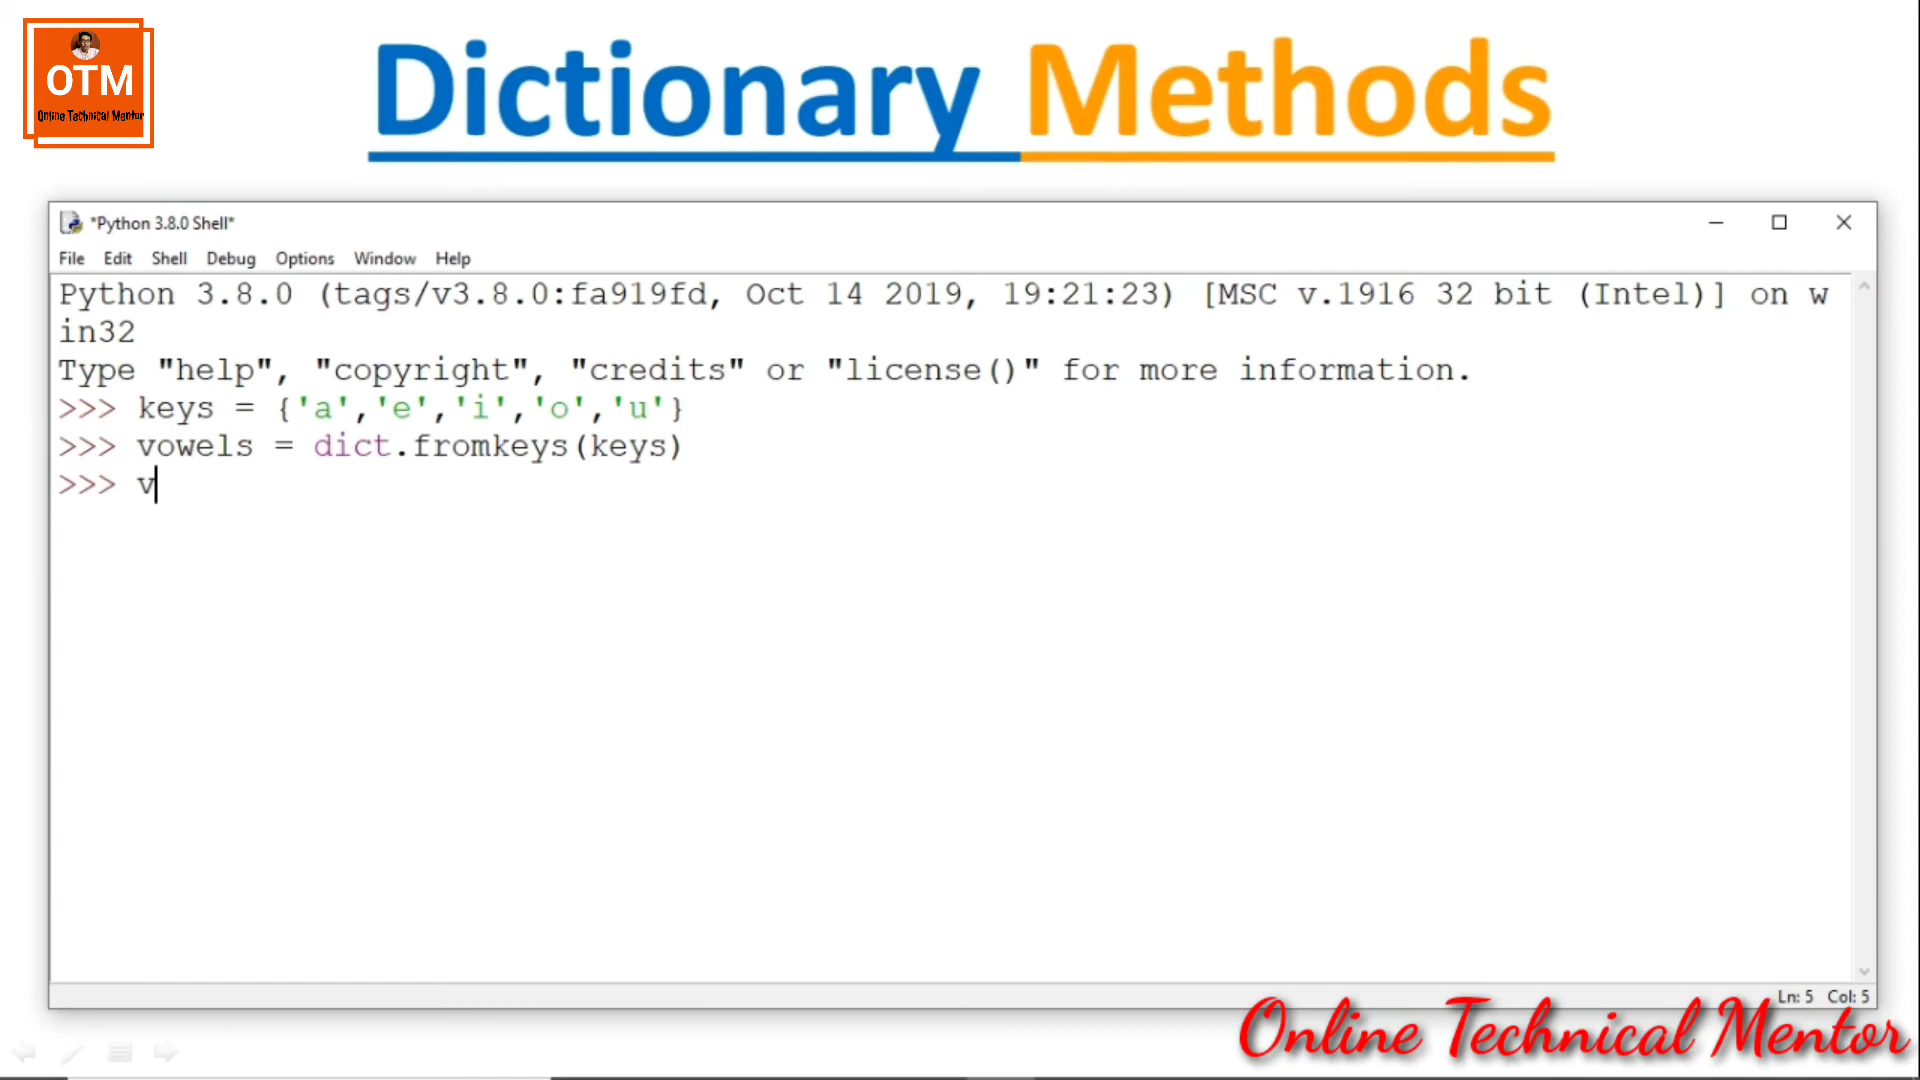 OTM
Online Technical Mentor
Dictionary Methods
*Python 3.8.0 Shell*
File Edit Shell Debug Options Window Help
Python 3.8.0 (tags/v3.8.0:fa919fd, Oct 14 2019, 19:21:23) [MSC v.1916 32 bit (Intel)] on w
in32
Type "help", "copyright", "credits" or "license()" for more information.
>>> keys = {'a','e','i','o','u'}
>>> vowels = dict.fromkeys(keys)
>>> v
Ln: 5 Col: 5
Online Technical Mentor